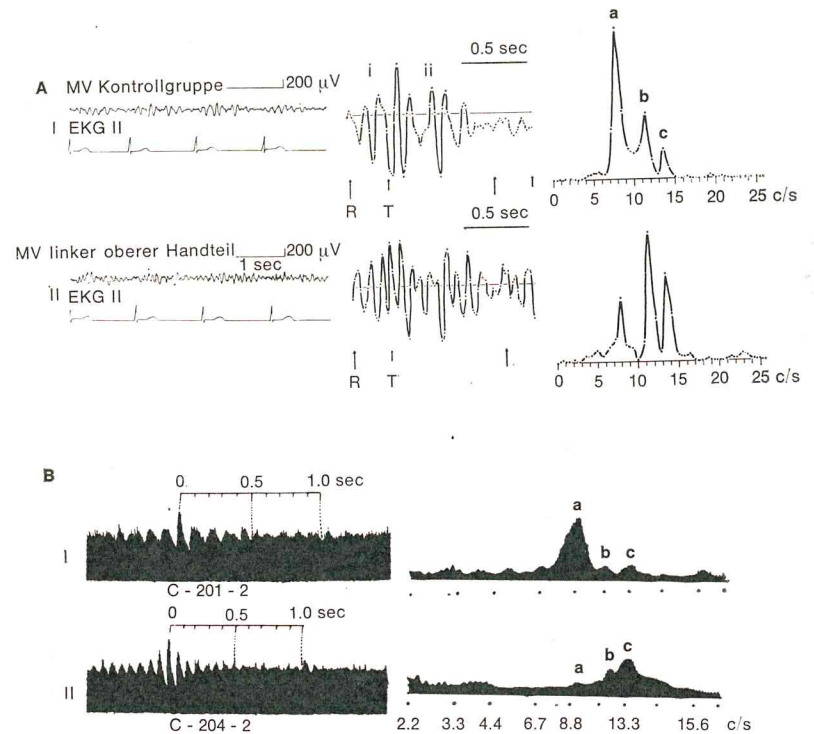 a
0.5 sec
A MV Kontrollgruppe 200 µV
i ii
b
c
I EKG II
R T
0 5 10 15 20 25 c/s
0.5 sec
MV linker oberer Handteil 200 µV
1 sec
II EKG II
R T
0 5 10 15 20 25 c/s
B
0 0.5 1.0 sec
a
b c
I
C - 201 - 2
0 0.5 1.0 sec
a b c
II
C - 204 - 2
2.2 3.3 4.4 6.7 8.8 13.3 15.6 c/s